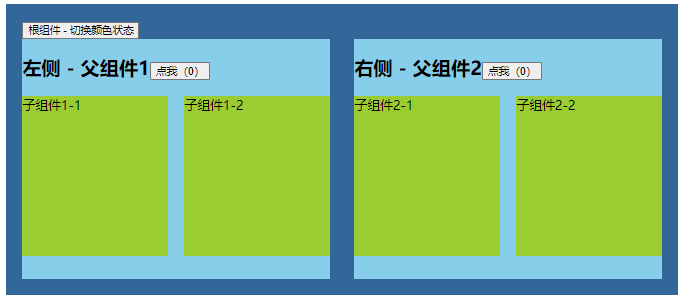 根组件 - 切换颜色状态
左侧 - 父组件1 点我（0）
子组件1-1
子组件1-2
右侧 - 父组件2 点我（0）
子组件2-1
子组件2-2